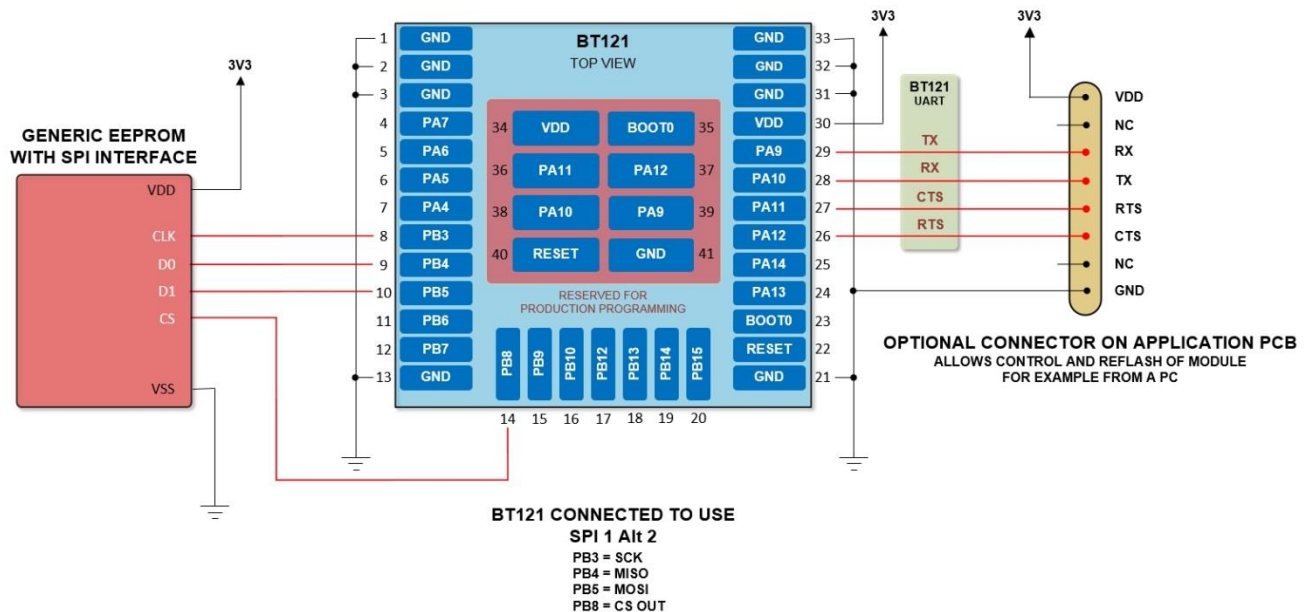 3V3
GENERIC EEPROM
WITH SPI INTERFACE
VDD
CLK
D0
D1
CS
VSS
BT121
TOP VIEW
1 GND
2 GND
3 GND
4 PA7
5 PA6
6 PA5
7 PA4
8 PB3
9 PB4
10 PB5
11 PB6
12 PB7
13 GND
34 VDD BOOT0 35
36 PA11 PA12 37
38 PA10 PA9 39
40 RESET GND 41
RESERVED FOR
PRODUCTION PROGRAMMING
PB8 PB9 PB10 PB12 PB13 PB14 PB15
14 15 16 17 18 19 20
GND 33
GND 32
GND 31
VDD 30
PA9 29
PA10 28
PA11 27
PA12 26
PA14 25
PA13 24
BOOT0 23
RESET 22
GND 21
3V3
BT121
UART
TX
RX
CTS
RTS
3V3
VDD
NC
RX
TX
RTS
CTS
NC
GND
OPTIONAL CONNECTOR ON APPLICATION PCB
ALLOWS CONTROL AND REFLASH OF MODULE
FOR EXAMPLE FROM A PC
BT121 CONNECTED TO USE
SPI 1 Alt 2
PB3 = SCK
PB4 = MISO
PB5 = MOSI
PB8 = CS OUT